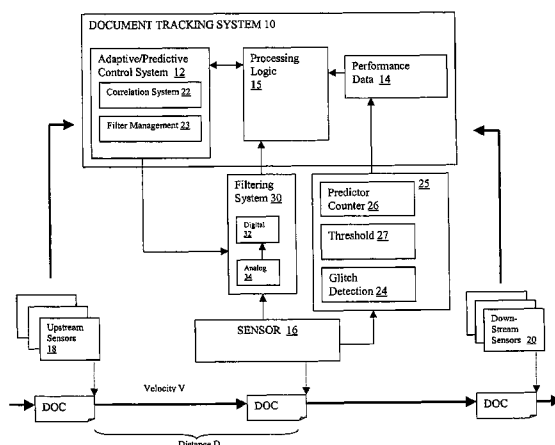 DOCUMENT TRACKING SYSTEM 10
Adaptive/Predictive
Control System 12
Correlation System 22
Filter Management 23
Processing
Logic
15
Performance
Data 14
Filtering
System 30
Digital
32
Analog
34
25
Predictor
Counter
26
Threshold
27
Glitch
Detection 24
Upstream
Sensors
18
SENSOR 16
Down-
Stream
Sensors 20
DOC
Velocity V
DOC
DOC
Distance D